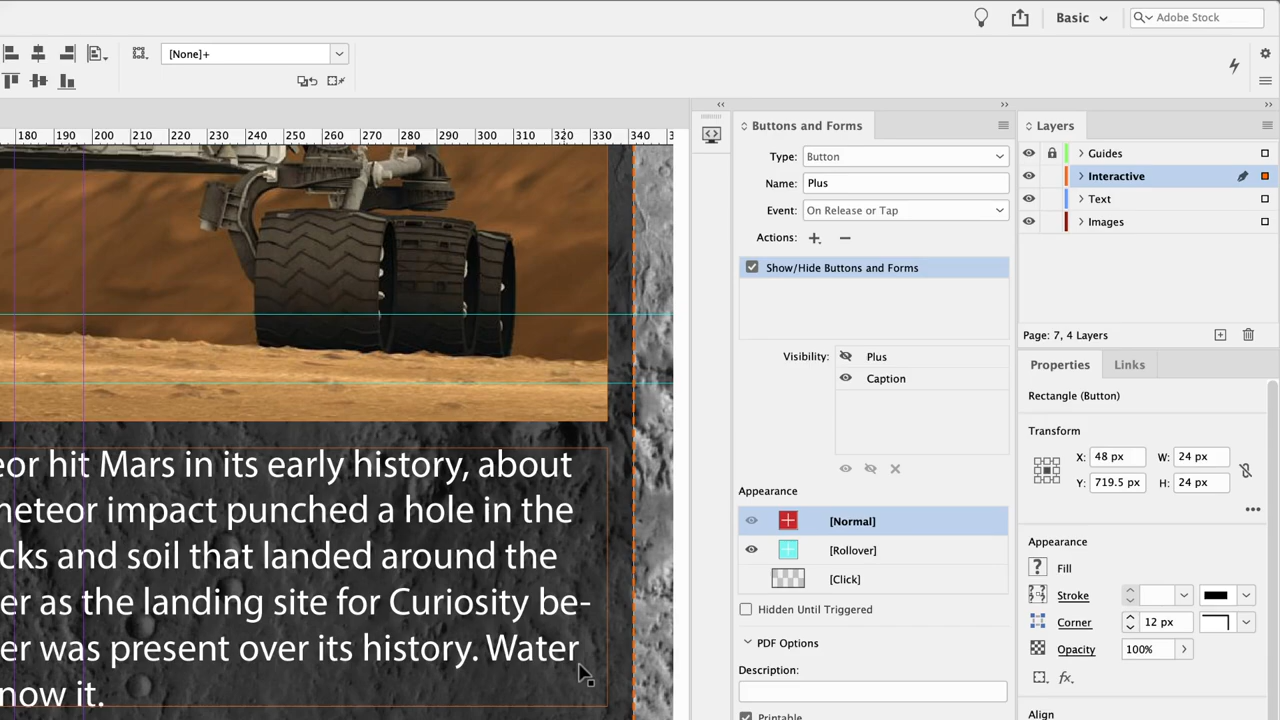 Basic
Adobe Stock
[None]+
180 190 200 210 220 230 240 250 260 270 280 290 300 310 320 330 340 3
Buttons and Forms
Type: Button
Name: Plus
Event: On Release or Tap
Actions: + −
Show/Hide Buttons and Forms
Visibility: Plus
Caption
Appearance
[Normal]
[Rollover]
[Click]
Hidden Until Triggered
PDF Options
Description:
Printable
Layers
Guides
Interactive
Text
Images
Page: 7, 4 Layers
Properties Links
Rectangle (Button)
Transform
X: 48 px W: 24 px
Y: 719.5 px H: 24 px
Appearance
? Fill
Stroke
Corner 12 px
Opacity 100%
fx.
Align
eor hit Mars in its early history, about
meteor impact punched a hole in the
cks and soil that landed around the
er as the landing site for Curiosity be-
er was present over its history. Water
now it.